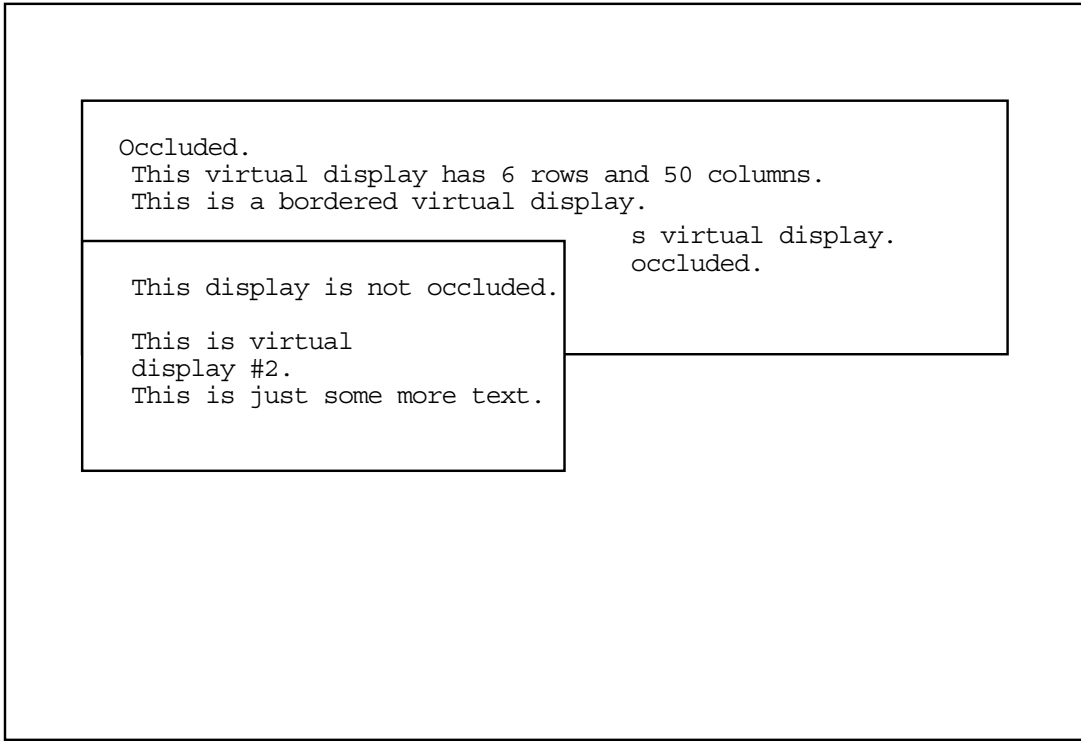 Occluded.
This virtual display has 6 rows and 50 columns.
This is a bordered virtual display.
s virtual display.
occluded.
This display is not occluded.
This is virtual
display #2.
This is just some more text.